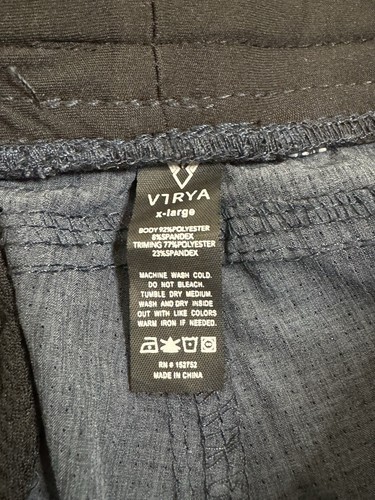 V1RYA
x-large
BODY 92%POLYESTER
8%SPANDEX
TRIMING 77%POLYESTER
23%SPANDEX
MACHINE WASH COLD.
DO NOT BLEACH.
TUMBLE DRY MEDIUM.
WASH AND DRY INSIDE
OUT WITH LIKE COLORS
WARM IRON IF NEEDED.
RN # 152752
MADE IN CHINA